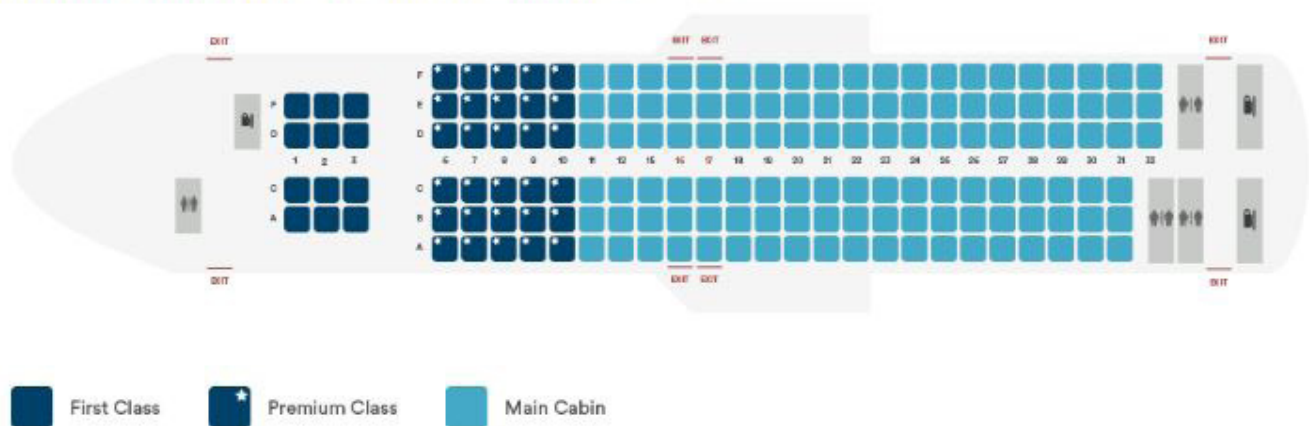 EXIT EXIT EXIT EXIT
F
F E
D D
1 2 3 6 7 8 9 10 11 12 15 16 17 18 19 20 21 22 23 24 25 26 27 28 29 30 31 32
C C
A B
A
EXIT EXIT EXIT EXIT
First Class Premium Class Main Cabin